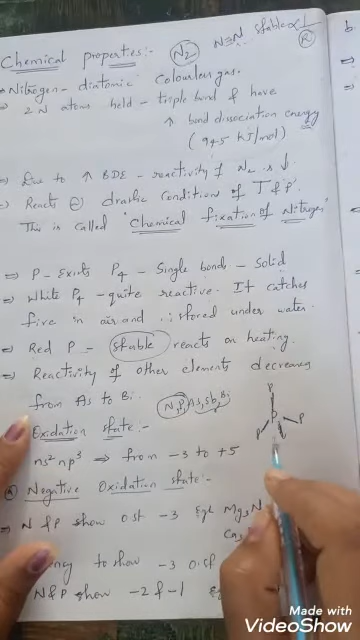 Chemical properties:-
N₂ N≡N stable ∝ 1/R
Nitrogen - diatomic colourless gas.
2 N atoms held - triple bond & have
↑ bond dissociation energy
(945 kJ/mol)
⇒ Due to ↑ BDE - reactivity of N₂ is ↓.
⇒ Reacts @ drastic condition of T & P.
This is called "Chemical fixation of Nitrogen"
⇒ P - Exists P₄ - Single bonds - Solid
⇒ White P₄ - quite reactive. It catches
fire in air and ∴ stored under water.
⇒ Red P - stable reacts on heating.
⇒ Reactivity of other elements decreases
from As to Bi. N, P, As, Sb, Bi
Oxidation state:-
ns² np³ ⇒ from -3 to +5
P
P P
Negative Oxidation state:-
⇒ N & P show O.st -3 Eg: Mg₃N
Ca₃
to show -3 O.st
N & P show -2 & -1
b.
Made with
VideoShow